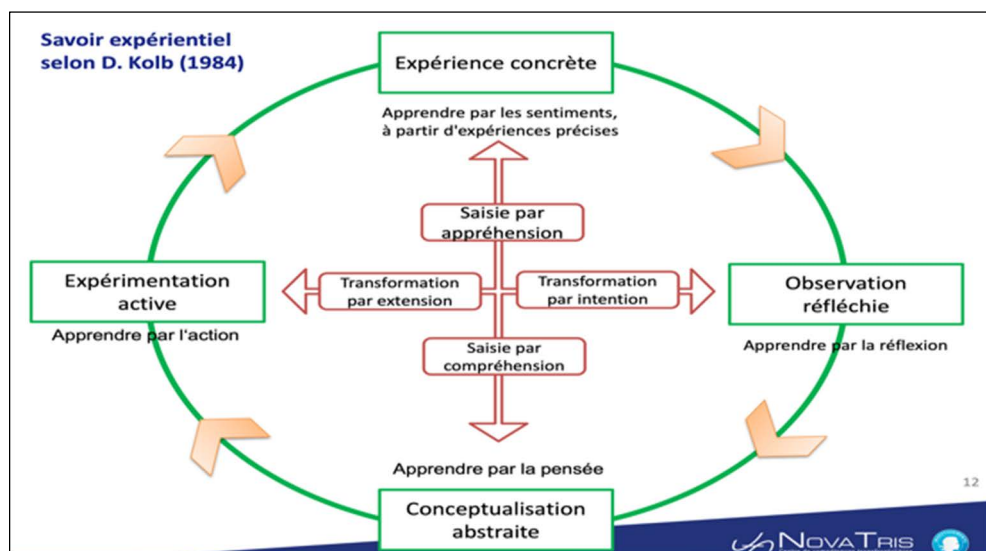 Savoir expérientiel
selon D. Kolb (1984)
Expérience concrète
Apprendre par les sentiments,
à partir d'expériences précises
Saisie par
appréhension
Expérimentation
active
Apprendre par l'action
Transformation
par extension
Transformation
par intention
Observation
réfléchie
Apprendre par la réflexion
Saisie par
compréhension
Apprendre par la pensée
Conceptualisation
abstraite
12
NOVATRIS